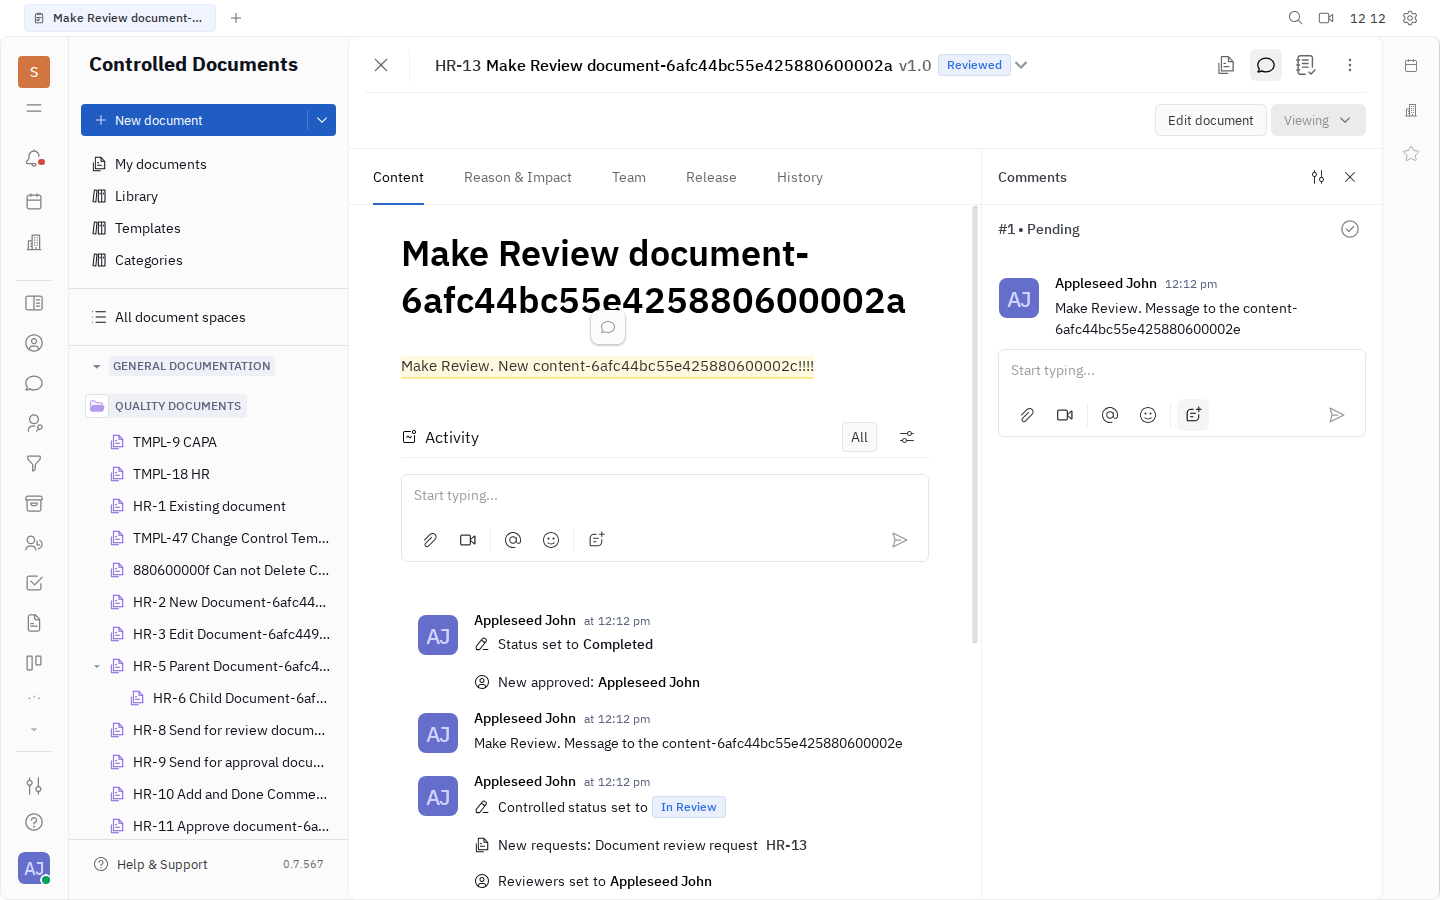 Make Review document-...
12 12
S
Controlled Documents
New document
My documents
Library
Templates
Categories
All document spaces
GENERAL DOCUMENTATION
QUALITY DOCUMENTS
TMPL-9 CAPA
TMPL-18 HR
HR-1 Existing document
TMPL-47 Change Control Tem...
880600000f Can not Delete C...
HR-2 New Document-6afc44...
HR-3 Edit Document-6afc449...
HR-5 Parent Document-6afc4...
HR-6 Child Document-6af...
HR-8 Send for review docum...
HR-9 Send for approval docu...
HR-10 Add and Done Comme...
HR-11 Approve document-6a...
Help & Support
0.7.567
AJ
HR-13 Make Review document-6afc44bc55e425880600002a v1.0 Reviewed
Edit document
Viewing
Content
Reason & Impact
Team
Release
History
Make Review document-
6afc44bc55e425880600002a
Make Review. New content-6afc44bc55e425880600002c!!!!
Activity
All
Start typing...
AJ
Appleseed John at 12:12 pm
Status set to Completed
New approved: Appleseed John
AJ
Appleseed John at 12:12 pm
Make Review. Message to the content-6afc44bc55e425880600002e
AJ
Appleseed John at 12:12 pm
Controlled status set to In Review
New requests: Document review request HR-13
Reviewers set to Appleseed John
Comments
#1 • Pending
AJ
Appleseed John 12:12 pm
Make Review. Message to the content-
6afc44bc55e425880600002e
Start typing...